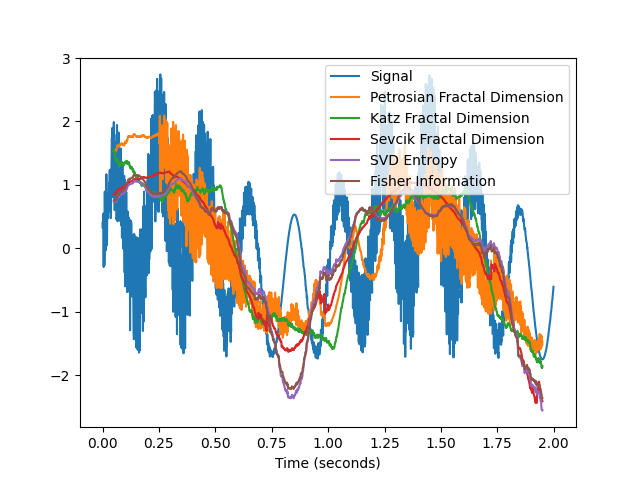 3
2
1
0
−1
−2
Signal
Petrosian Fractal Dimension
Katz Fractal Dimension
Sevcik Fractal Dimension
SVD Entropy
Fisher Information
0.00 0.25 0.50 0.75 1.00 1.25 1.50 1.75 2.00
Time (seconds)